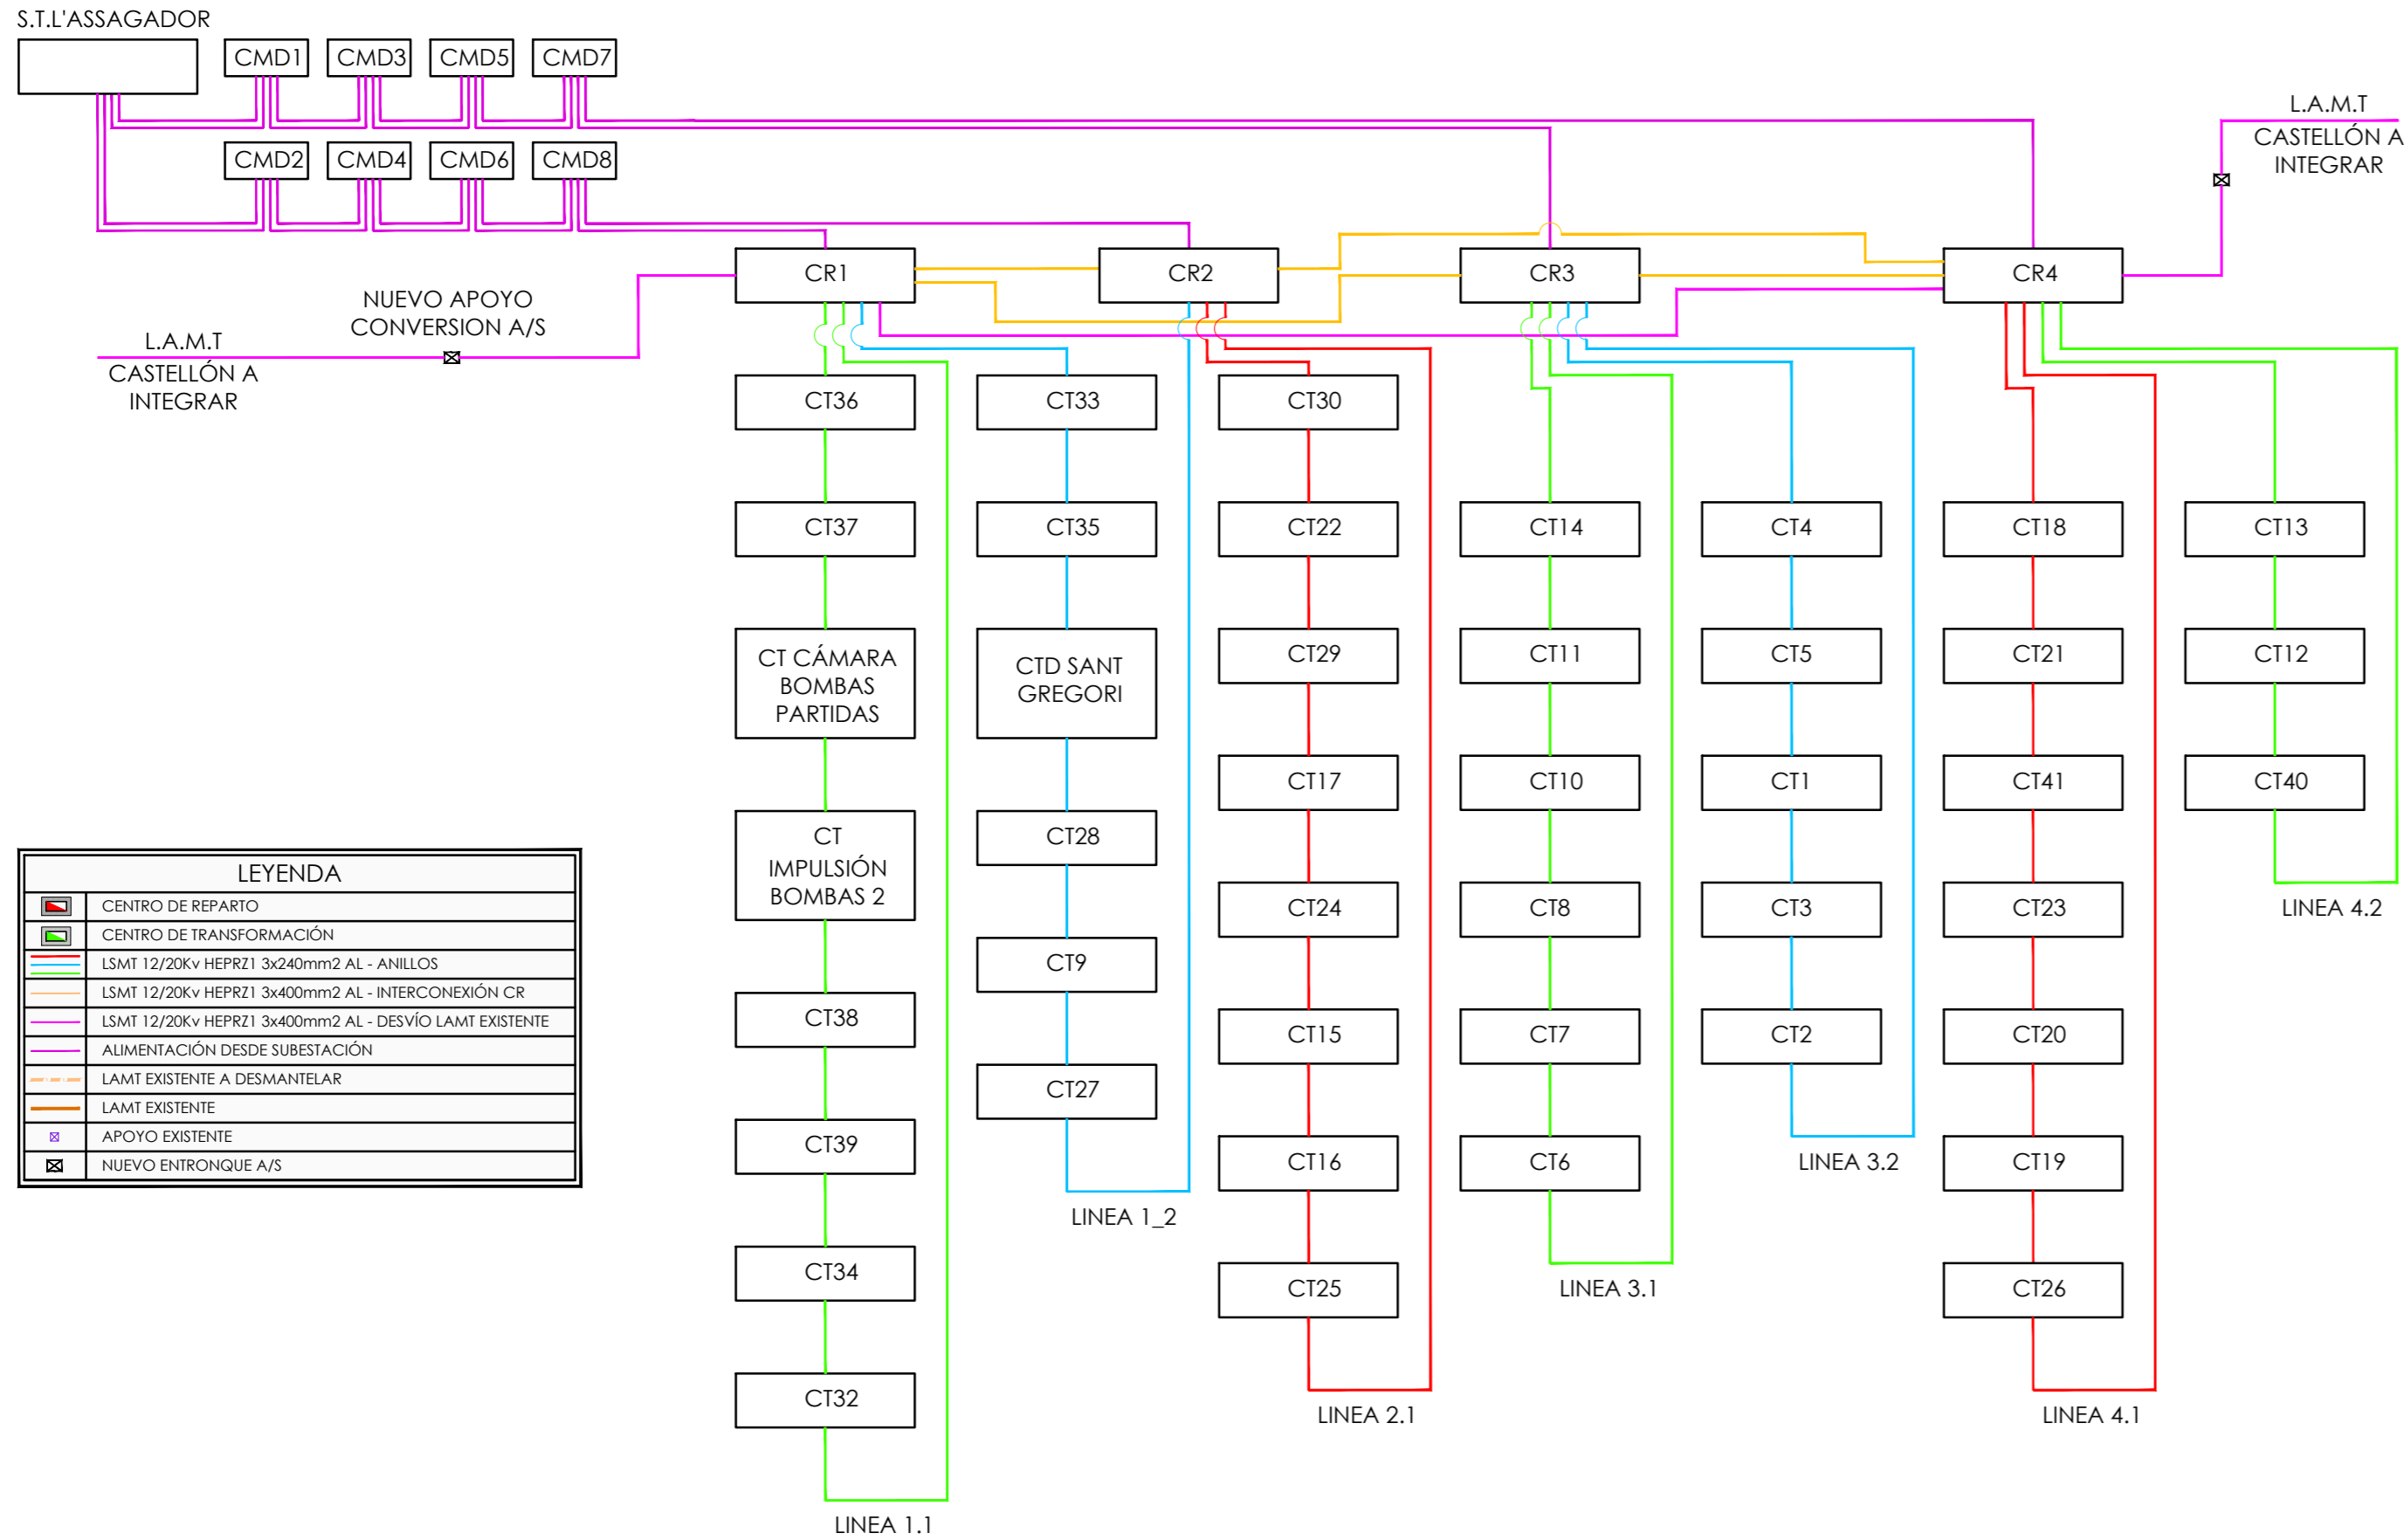 S.T.L'ASSAGADOR
CMD1
CMD3
CMD5
CMD7
CMD2
CMD4
CMD6
CMD8
L.A.M.T
CASTELLÓN A
INTEGRAR
CR1
CR2
CR3
CR4
NUEVO APOYO
CONVERSION A/S
L.A.M.T
CASTELLÓN A
INTEGRAR
CT36
CT37
CT CÁMARA
BOMBAS
PARTIDAS
CT
IMPULSIÓN
BOMBAS 2
CT38
CT39
CT34
CT32
LINEA 1.1
CT33
CT35
CTD SANT
GREGORI
CT28
CT9
CT27
LINEA 1_2
CT30
CT22
CT29
CT17
CT24
CT15
CT16
CT25
LINEA 2.1
CT14
CT11
CT10
CT8
CT7
CT6
LINEA 3.1
CT4
CT5
CT1
CT3
CT2
LINEA 3.2
CT18
CT21
CT41
CT23
CT20
CT19
CT26
LINEA 4.1
CT13
CT12
CT40
LINEA 4.2
LEYENDA
CENTRO DE REPARTO
CENTRO DE TRANSFORMACIÓN
LSMT 12/20Kv HEPRZ1 3x240mm2 AL - ANILLOS
LSMT 12/20Kv HEPRZ1 3x400mm2 AL - INTERCONEXIÓN CR
LSMT 12/20Kv HEPRZ1 3x400mm2 AL - DESVÍO LAMT EXISTENTE
ALIMENTACIÓN DESDE SUBESTACIÓN
LAMT EXISTENTE A DESMANTELAR
LAMT EXISTENTE
APOYO EXISTENTE
NUEVO ENTRONQUE A/S